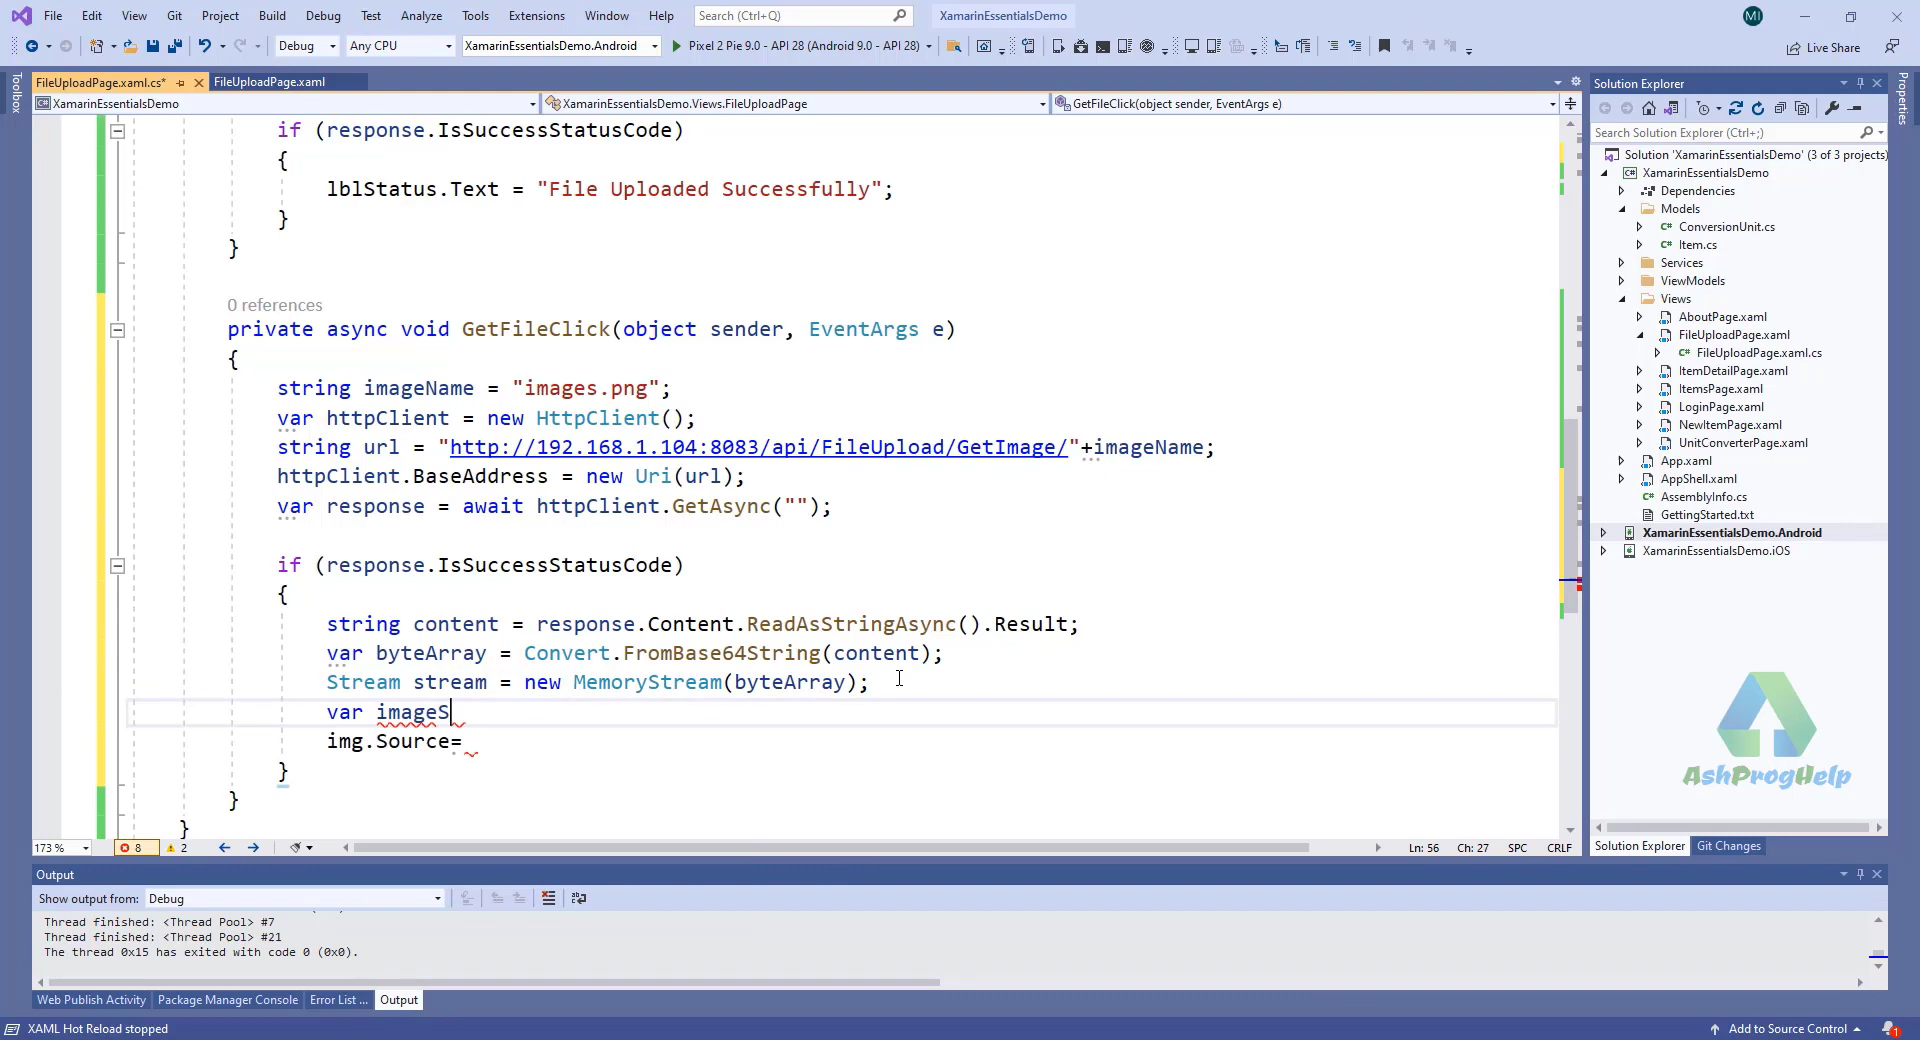 File Edit View Git Project Build Debug Test Analyze Tools Extensions Window Help Search (Ctrl+Q) XamarinEssentialsDemo MI
Debug Any CPU XamarinEssentialsDemo.Android Pixel 2 Pie 9.0 - API 28 (Android 9.0 - API 28) Live Share
Toolbox
FileUploadPage.xaml.cs* FileUploadPage.xaml
XamarinEssentialsDemo XamarinEssentialsDemo.Views.FileUploadPage GetFileClick(object sender, EventArgs e)
if (response.IsSuccessStatusCode)
{
lblStatus.Text = "File Uploaded Successfully";
}
}
0 references
private async void GetFileClick(object sender, EventArgs e)
{
string imageName = "images.png";
var httpClient = new HttpClient();
string url = "http://192.168.1.104:8083/api/FileUpload/GetImage/"+imageName;
httpClient.BaseAddress = new Uri(url);
var response = await httpClient.GetAsync("");
if (response.IsSuccessStatusCode)
{
string content = response.Content.ReadAsStringAsync().Result;
var byteArray = Convert.FromBase64String(content);
Stream stream = new MemoryStream(byteArray);
var imageS
img.Source=
}
}
}
173 % 8 2 Ln: 56 Ch: 27 SPC CRLF
Output
Show output from: Debug
Thread finished: <Thread Pool> #7
Thread finished: <Thread Pool> #21
The thread 0x15 has exited with code 0 (0x0).
Web Publish Activity Package Manager Console Error List ... Output
XAML Hot Reload stopped
Solution Explorer
Search Solution Explorer (Ctrl+;)
Solution 'XamarinEssentialsDemo' (3 of 3 projects)
XamarinEssentialsDemo
Dependencies
Models
ConversionUnit.cs
Item.cs
Services
ViewModels
Views
AboutPage.xaml
FileUploadPage.xaml
FileUploadPage.xaml.cs
ItemDetailPage.xaml
ItemsPage.xaml
LoginPage.xaml
NewItemPage.xaml
UnitConverterPage.xaml
App.xaml
AppShell.xaml
AssemblyInfo.cs
GettingStarted.txt
XamarinEssentialsDemo.Android
XamarinEssentialsDemo.iOS
AshProgHelp
Solution Explorer Git Changes
Properties
Add to Source Control 1